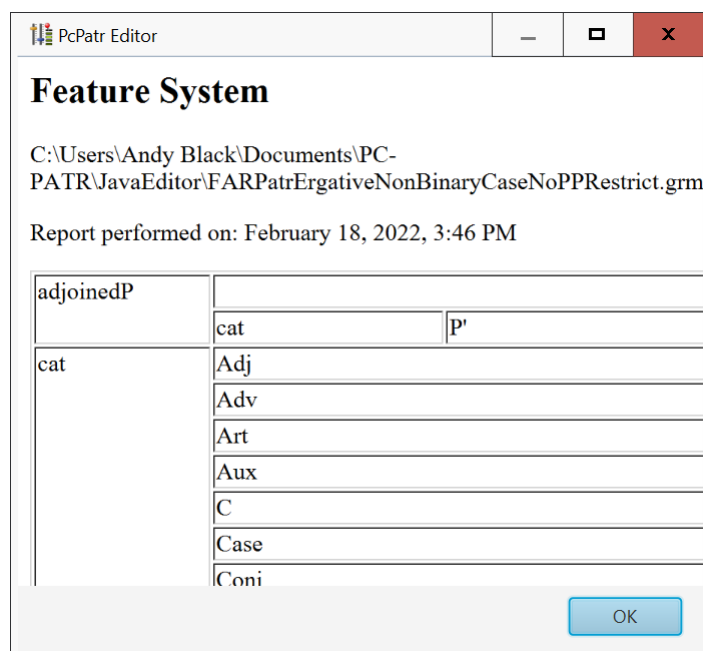 PcPatr Editor
Feature System
C:\Users\Andy Black\Documents\PC-
PATR\JavaEditor\FARPatrErgativeNonBinaryCaseNoPPRestrict.grm
Report performed on: February 18, 2022, 3:46 PM
adjoinedP
cat P'
cat Adj
Adv
Art
Aux
C
Case
Conj
OK